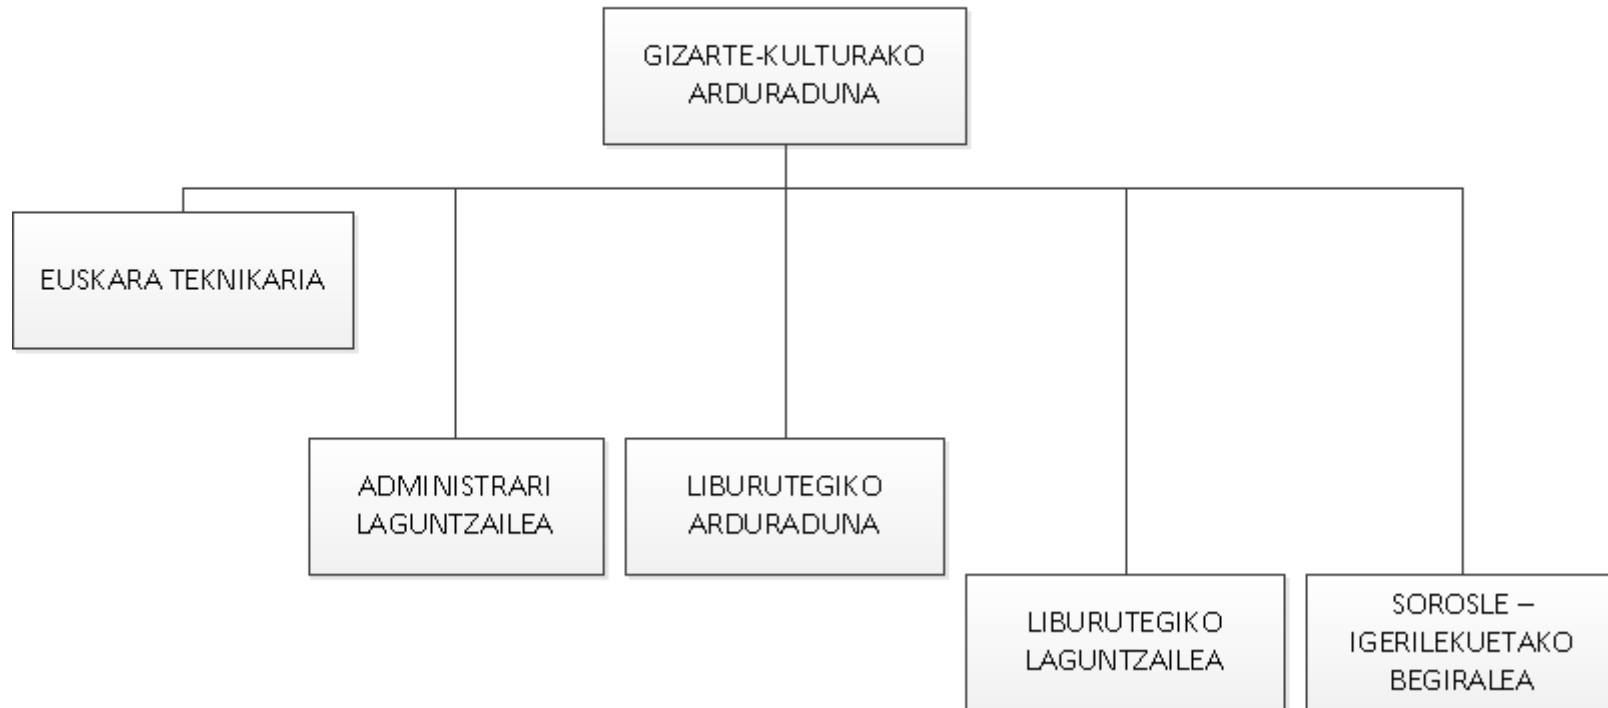 GIZARTE-KULTURAKO
ARDURADUNA
EUSKARA TEKNIKARIA
ADMINISTRARI
LAGUNTZAILEA
LIBURUTEGIKO
ARDURADUNA
LIBURUTEGIKO
LAGUNTZAILEA
SOROSLE –
IGERILEKUETAKO
BEGIRALEA